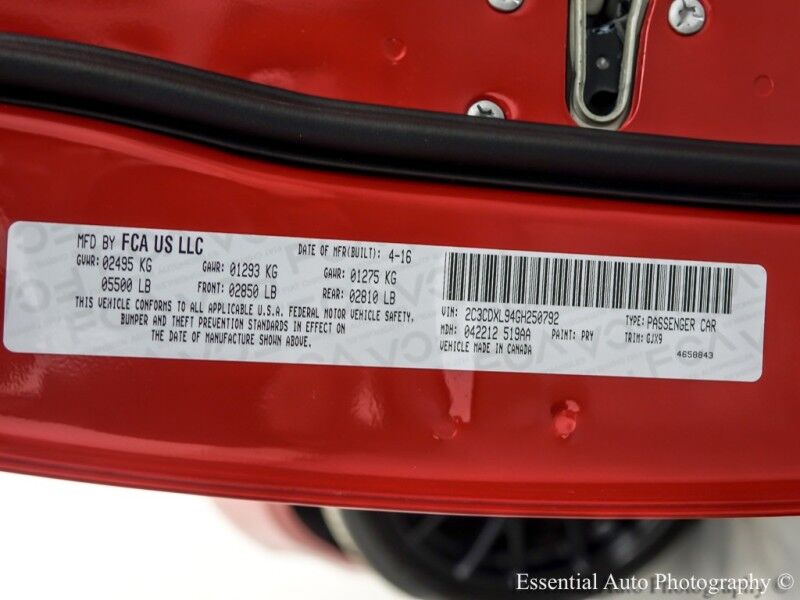 MFD BY FCA US LLC DATE OF MFR(BUILT): 4-16
GVWR: 02495 KG GAWR: 01293 KG GAWR: 01275 KG
05500 LB FRONT: 02850 LB REAR: 02810 LB
THIS VEHICLE CONFORMS TO ALL APPLICABLE U.S.A. FEDERAL MOTOR VEHICLE SAFETY,
BUMPER AND THEFT PREVENTION STANDARDS IN EFFECT ON
THE DATE OF MANUFACTURE SHOWN ABOVE.
VIN: 2C3CDXL94GH250792 TYPE: PASSENGER CAR
MDH: 042212 519AA PAINT: PRY TRIM: GJX9
VEHICLE MADE IN CANADA 4658843
Essential Auto Photography ©